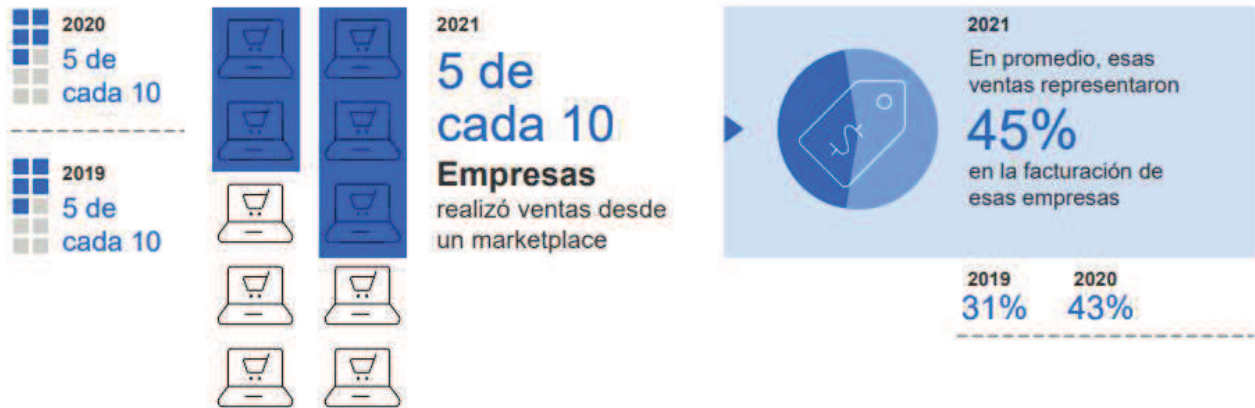 2020
5 de
cada 10
2019
5 de
cada 10
2021
5 de
cada 10
Empresas
realizó ventas desde
un marketplace
2021
En promedio, esas
ventas representaron
45%
en la facturación de
esas empresas
2019 2020
31% 43%